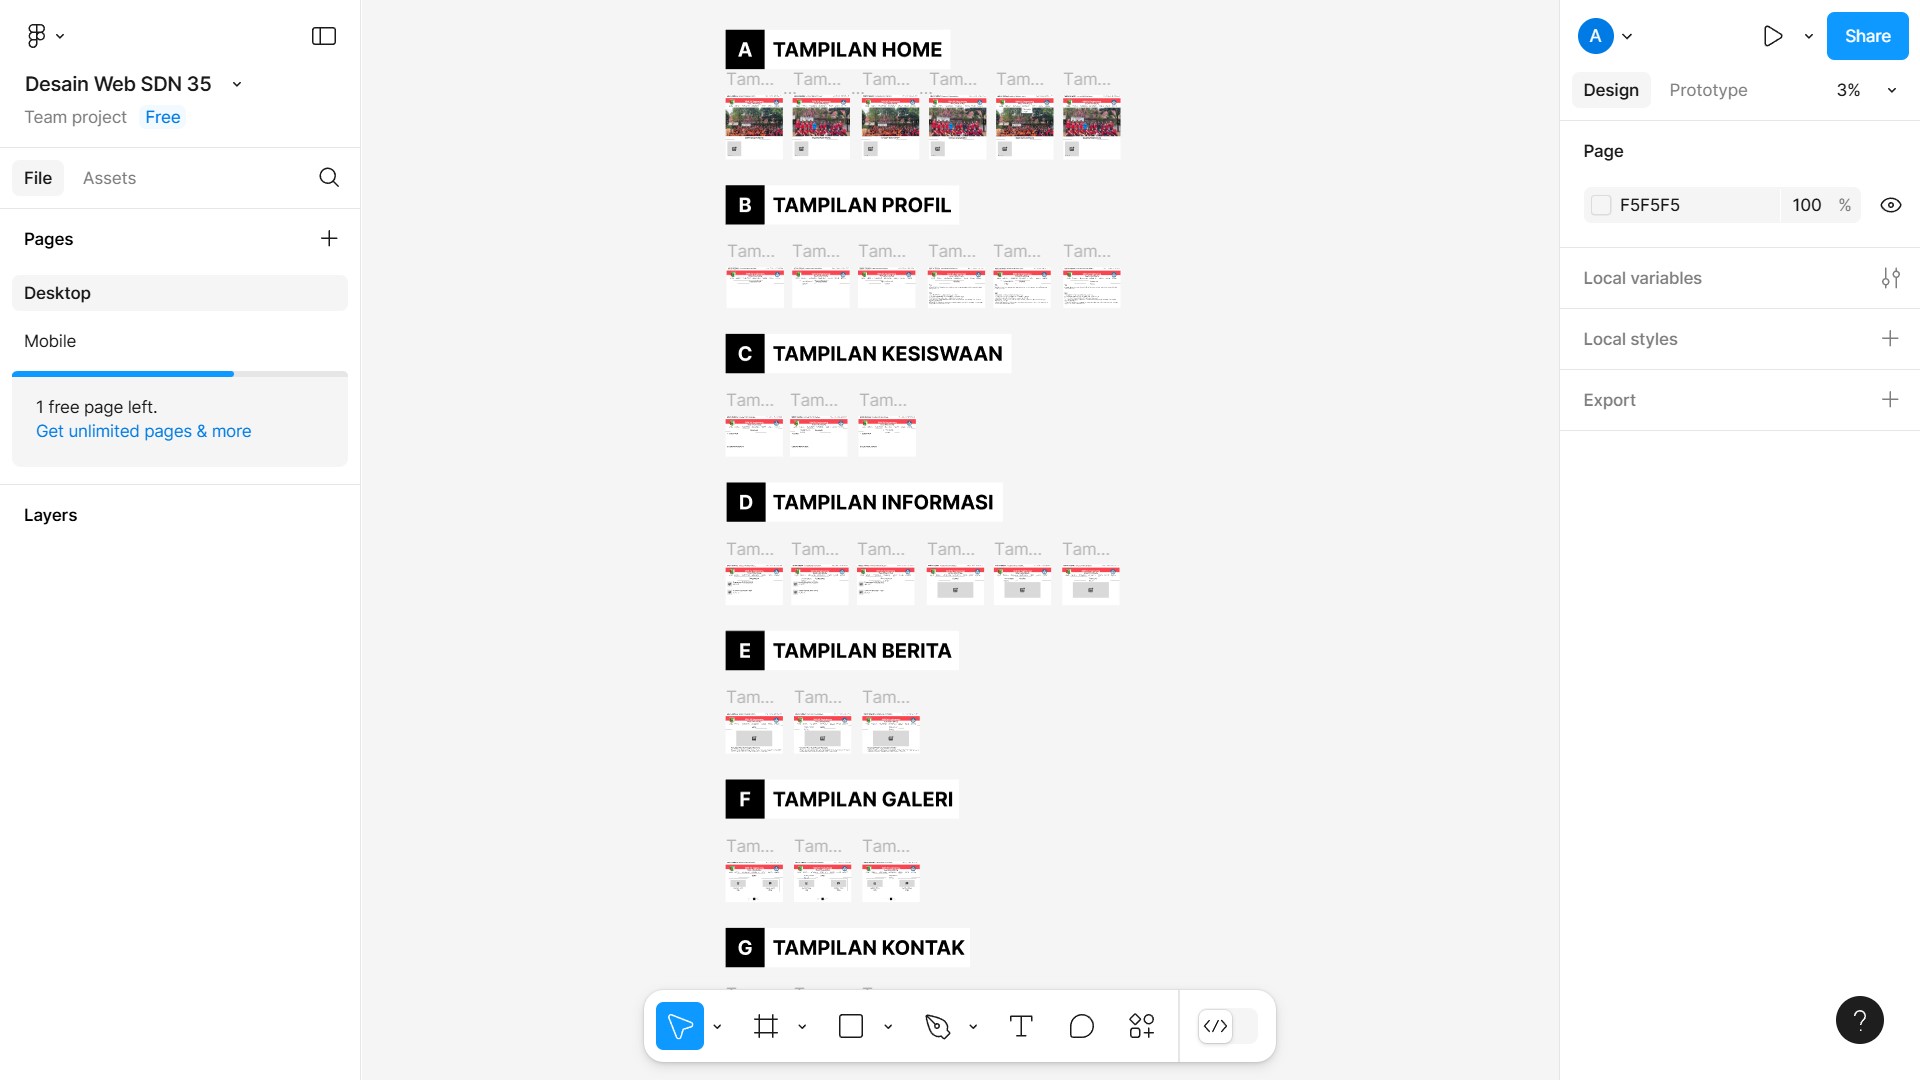 Desain Web SDN 35
Team project Free
File Assets
Pages
Desktop
Mobile
1 free page left.
Get unlimited pages & more
Layers
A TAMPILAN HOME
Tam... Tam... Tam... Tam... Tam... Tam...
B TAMPILAN PROFIL
Tam... Tam... Tam... Tam... Tam... Tam...
C TAMPILAN KESISWAAN
Tam... Tam... Tam...
D TAMPILAN INFORMASI
Tam... Tam... Tam... Tam... Tam... Tam...
E TAMPILAN BERITA
Tam... Tam... Tam...
F TAMPILAN GALERI
Tam... Tam... Tam...
G TAMPILAN KONTAK
A
Share
Design Prototype 3%
Page
F5F5F5 100 %
Local variables
Local styles
Export
?